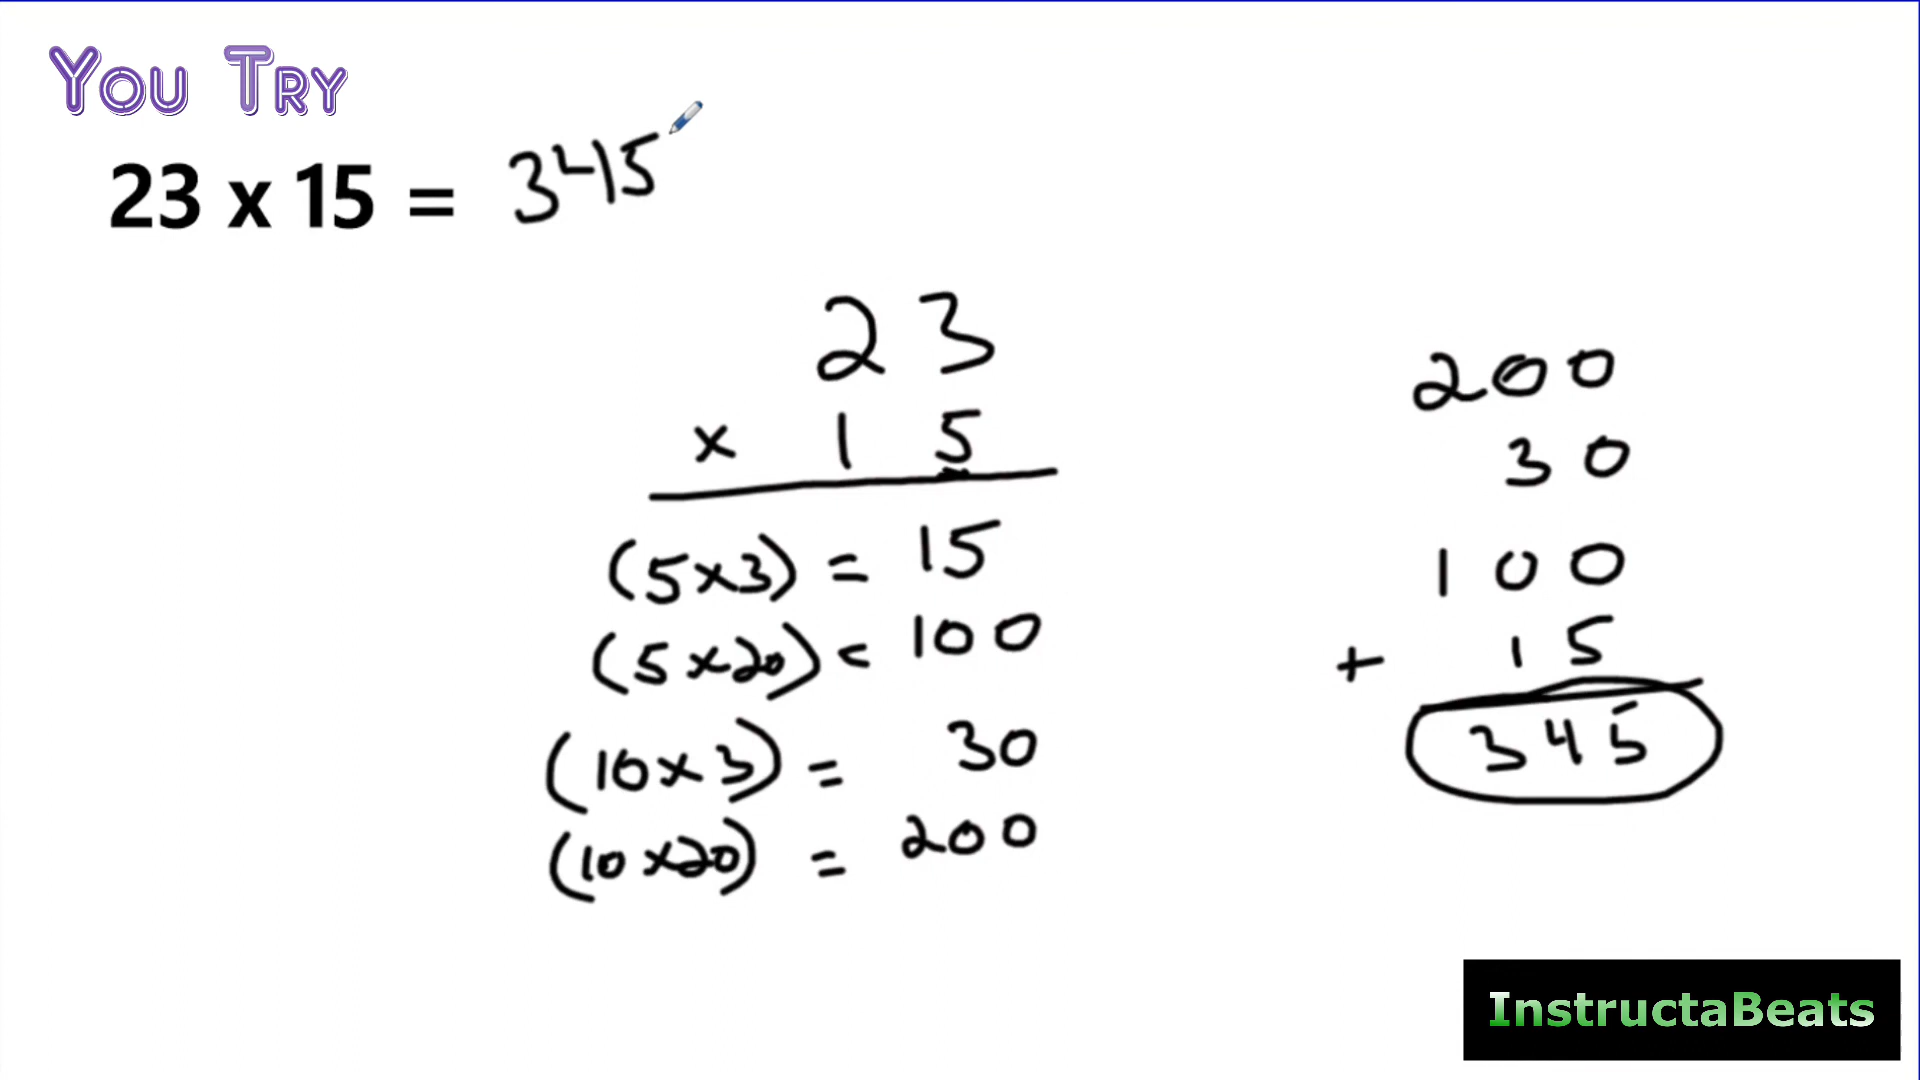 You Try
23 x 15 = 345
23
x 15
(5x3) = 15
(5x20) = 100
(10x3) = 30
(10x20) = 200
200
30
100
+ 15
345
InstructaBeats